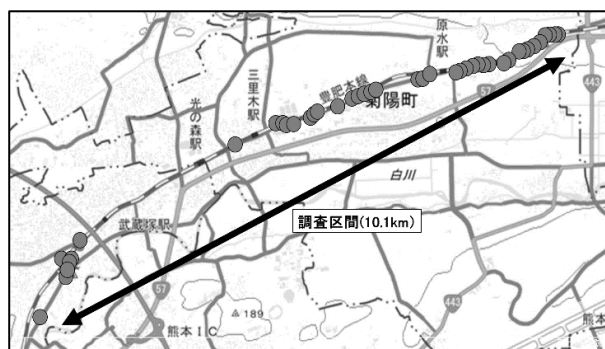 原水駅
三里木駅
豊肥本線
57
443
光の森駅
菊陽町
白川
武蔵塚駅
調査区間(10.1km)
57
443
熊本IC
189